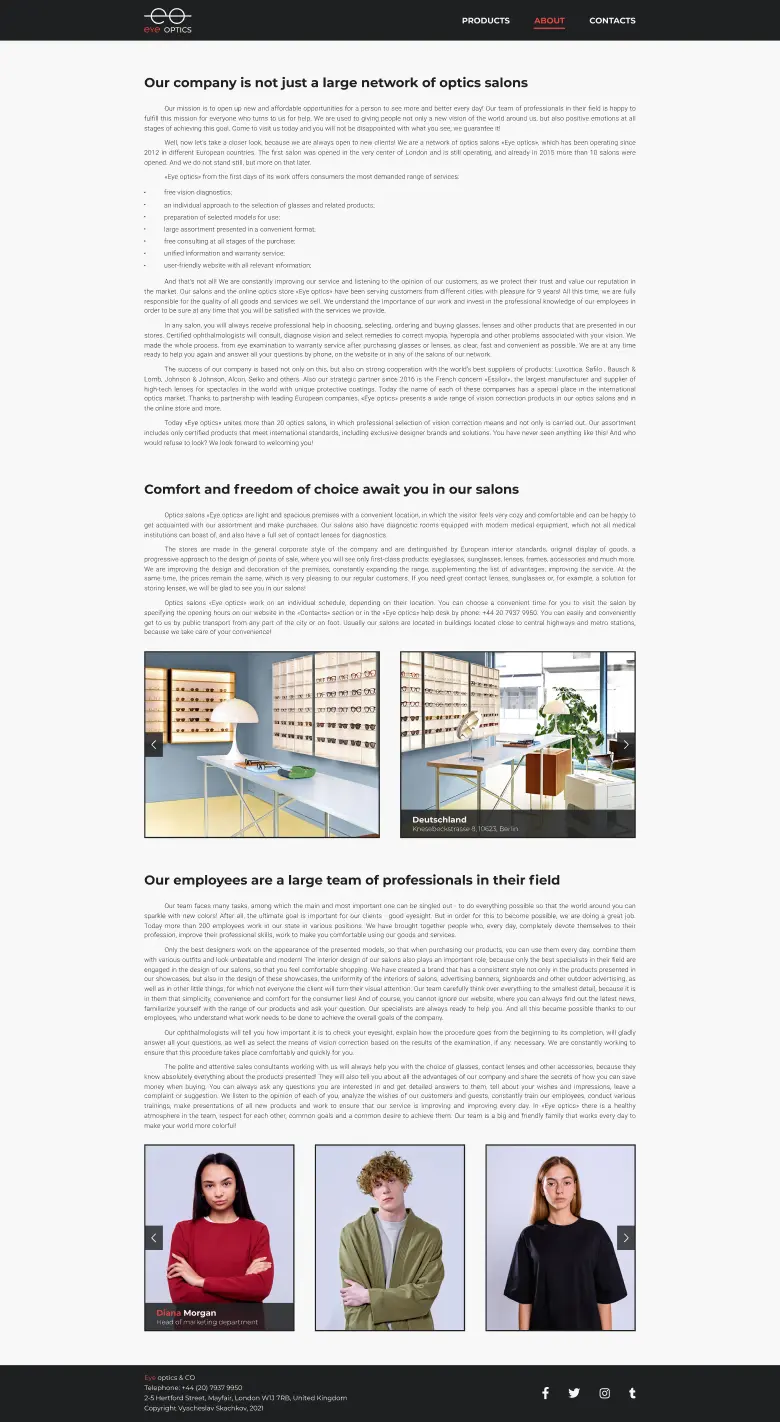 eye OPTICS
PRODUCTS
ABOUT
CONTACTS
Our company is not just a large network of optics salons
Our mission is to open up new and affordable opportunities for a person to see more and better every day! Our team of professionals in their field is happy to
fulfill this mission for everyone who turns to us for help. We are used to giving people not only a new vision of the world around us, but also positive emotions at all
stages of achieving this goal. Come to visit us today and you will not be disappointed with what you see, we guarantee it!
Well, now let's take a closer look, because we are always open to new clients! We are a network of optics salons «Eye optics», which has been operating since
2012 in different European countries. The first salon was opened in the very center of London and is still operating, and already in 2015 more than 10 salons were
opened. And we do not stand still, but more on that later.
«Eye optics» from the first days of its work offers consumers the most demanded range of services:
• free vision diagnostics;
• an individual approach to the selection of glasses and related products;
• preparation of selected models for use;
• large assortment presented in a convenient format;
• free consulting at all stages of the purchase;
• unified information and warranty service;
• user-friendly website with all relevant information;
And that's not all! We are constantly improving our service and listening to the opinion of our customers, as we protect their trust and value our reputation in
the market. Our salons and the online optics store «Eye optics» have been serving customers from different cities with pleasure for 9 years! All this time, we are fully
responsible for the quality of all goods and services we sell. We understand the importance of our work and invest in the professional knowledge of our employees in
order to be sure at any time that you will be satisfied with the services we provide.
In any salon, you will always receive professional help in choosing, selecting, ordering and buying glasses, lenses and other products that are presented in our
stores. Certified ophthalmologists will consult, diagnose vision and select remedies to correct myopia, hyperopia and other problems associated with your vision. We
made the whole process, from eye examination to warranty service after purchasing glasses or lenses, as clear, fast and convenient as possible. We are at any time
ready to help you again and answer all your questions by phone, on the website or in any of the salons of our network.
The success of our company is based not only on this, but also on strong cooperation with the world's best suppliers of products: Luxottica, Safilo , Bausch &
Lomb, Johnson & Johnson, Alcon, Seiko and others. Also our strategic partner since 2016 is the French concern «Essilor», the largest manufacturer and supplier of
high-tech lenses for spectacles in the world with unique protective coatings. Today the name of each of these companies has a special place in the international
optics market. Thanks to partnership with leading European companies, «Eye optics» presents a wide range of vision correction products in our optics salons and in
the online store and more.
Today «Eye optics» unites more than 20 optics salons, in which professional selection of vision correction means and not only is carried out. Our assortment
includes only certified products that meet international standards, including exclusive designer brands and solutions. You have never seen anything like this! And who
would refuse to look? We look forward to welcoming you!
Comfort and freedom of choice await you in our salons
Optics salons «Eye optics» are light and spacious premises with a convenient location, in which the visitor feels very cozy and comfortable and can be happy to
get acquainted with our assortment and make purchases. Our salons also have diagnostic rooms equipped with modern medical equipment, which not all medical
institutions can boast of, and also have a full set of contact lenses for diagnostics.
The stores are made in the general corporate style of the company and are distinguished by European interior standards, original display of goods, a
progressive approach to the design of points of sale, where you will see only first-class products: eyeglasses, sunglasses, lenses, frames, accessories and much more.
We are improving the design and decoration of the premises, constantly expanding the range, supplementing the list of advantages, improving the service. At the
same time, the prices remain the same, which is very pleasing to our regular customers. If you need great contact lenses, sunglasses or, for example, a solution for
storing lenses, we will be glad to see you in our salons!
Optics salons «Eye optics» work on an individual schedule, depending on their location. You can choose a convenient time for you to visit the salon by
specifying the opening hours on our website in the «Contacts» section or in the «Eye optics» help desk by phone: +44 20 7937 9950. You can easily and conveniently
get to us by public transport from any part of the city or on foot. Usually our salons are located in buildings located close to central highways and metro stations,
because we take care of your convenience!
Deutschland
Knesebeckstrasse 8, 10623, Berlin
Our employees are a large team of professionals in their field
Our team faces many tasks, among which the main and most important one can be singled out - to do everything possible so that the world around you can
sparkle with new colors! After all, the ultimate goal is important for our clients - good eyesight. But in order for this to become possible, we are doing a great job.
Today more than 200 employees work in our state in various positions. We have brought together people who, every day, completely devote themselves to their
profession, improve their professional skills, work to make you comfortable using our goods and services.
Only the best designers work on the appearance of the presented models, so that when purchasing our products, you can use them every day, combine them
with various outfits and look unbeatable and modern! The interior design of our salons also plays an important role, because only the best specialists in their field are
engaged in the design of our salons, so that you feel comfortable shopping. We have created a brand that has a consistent style not only in the products presented in
our showcases, but also in the design of these showcases, the uniformity of the interiors of salons, advertising banners, signboards and other outdoor advertising, as
well as in other little things, for which not everyone the client will turn their visual attention. Our team carefully think over everything to the smallest detail, because it is
in them that simplicity, convenience and comfort for the consumer lies! And of course, you cannot ignore our website, where you can always find out the latest news,
familiarize yourself with the range of our products and ask your question. Our specialists are always ready to help you. And all this became possible thanks to our
employees, who understand what work needs to be done to achieve the overall goals of the company.
Our ophthalmologists will tell you how important it is to check your eyesight, explain how the procedure goes from the beginning to its completion, will gladly
answer all your questions, as well as select the means of vision correction based on the results of the examination, if any, necessary. We are constantly working to
ensure that this procedure takes place comfortably and quickly for you.
The polite and attentive sales consultants working with us will always help you with the choice of glasses, contact lenses and other accessories, because they
know absolutely everything about the products presented! They will also tell you about all the advantages of our company and share the secrets of how you can save
money when buying. You can always ask any questions you are interested in and get detailed answers to them, tell about your wishes and impressions, leave a
complaint or suggestion. We listen to the opinion of each of you, analyze the wishes of our customers and guests, constantly train our employees, conduct various
trainings, make presentations of all new products and work to ensure that our service is improving and improving every day. In «Eye optics» there is a healthy
atmosphere in the team, respect for each other, common goals and a common desire to achieve them. Our team is a big and friendly family that works every day to
make your world more colorful!
Diana Morgan
Head of marketing department
Eye optics & CO
Telephone: +44 (20) 7937 9950
2-5 Hertford Street, Mayfair, London W1J 7RB, United Kingdom
Copyright Vyacheslav Skachkov, 2021